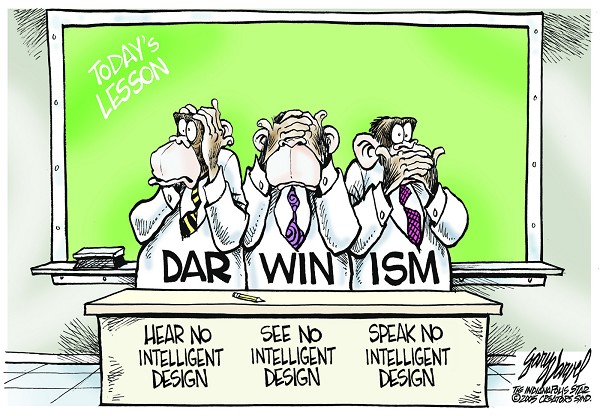 TODAY'S
LESSON
DAR WIN ISM
HEAR NO
INTELLIGENT
DESIGN
SEE NO
INTELLIGENT
DESIGN
SPEAK NO
INTELLIGENT
DESIGN
Gary Varvel
THE INDIANAPOLIS STAR
©2005 CREATORS SYND.